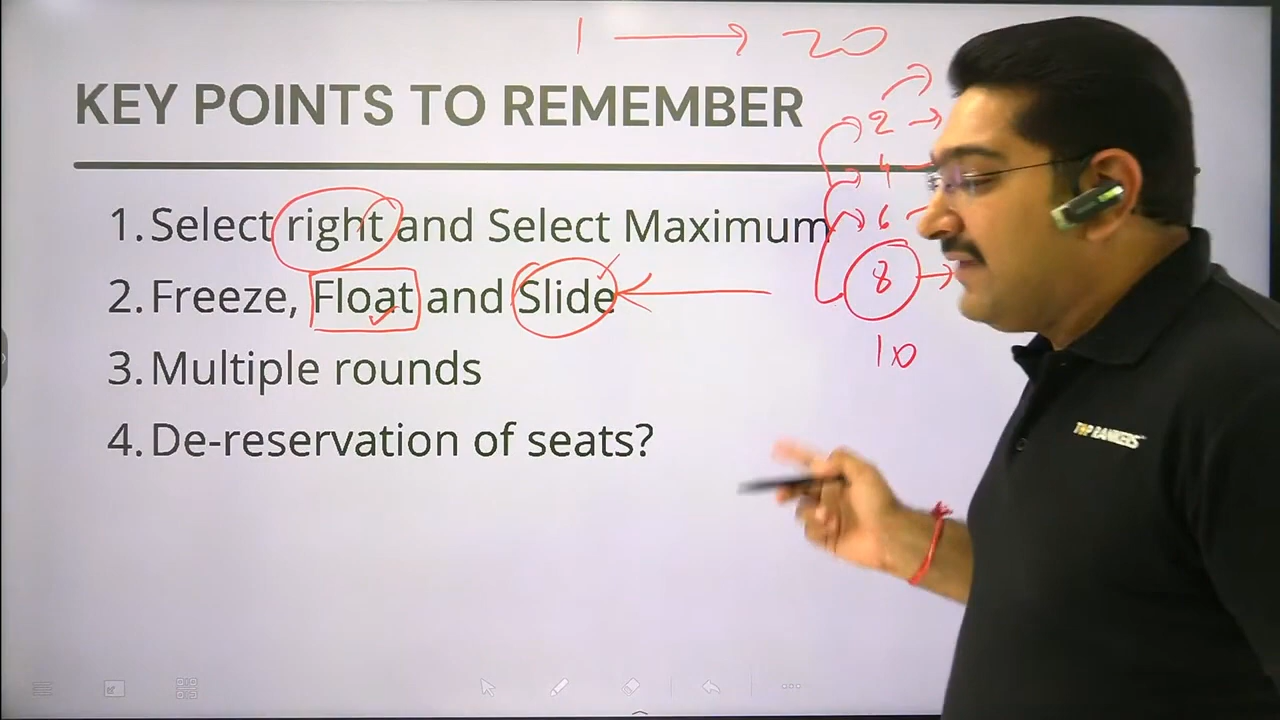 1 → 20
KEY POINTS TO REMEMBER
2
4
1. Select right and Select Maximum
6
2. Freeze, Float and Slide
8
10
3. Multiple rounds
4. De-reservation of seats?
TOP RANKERS